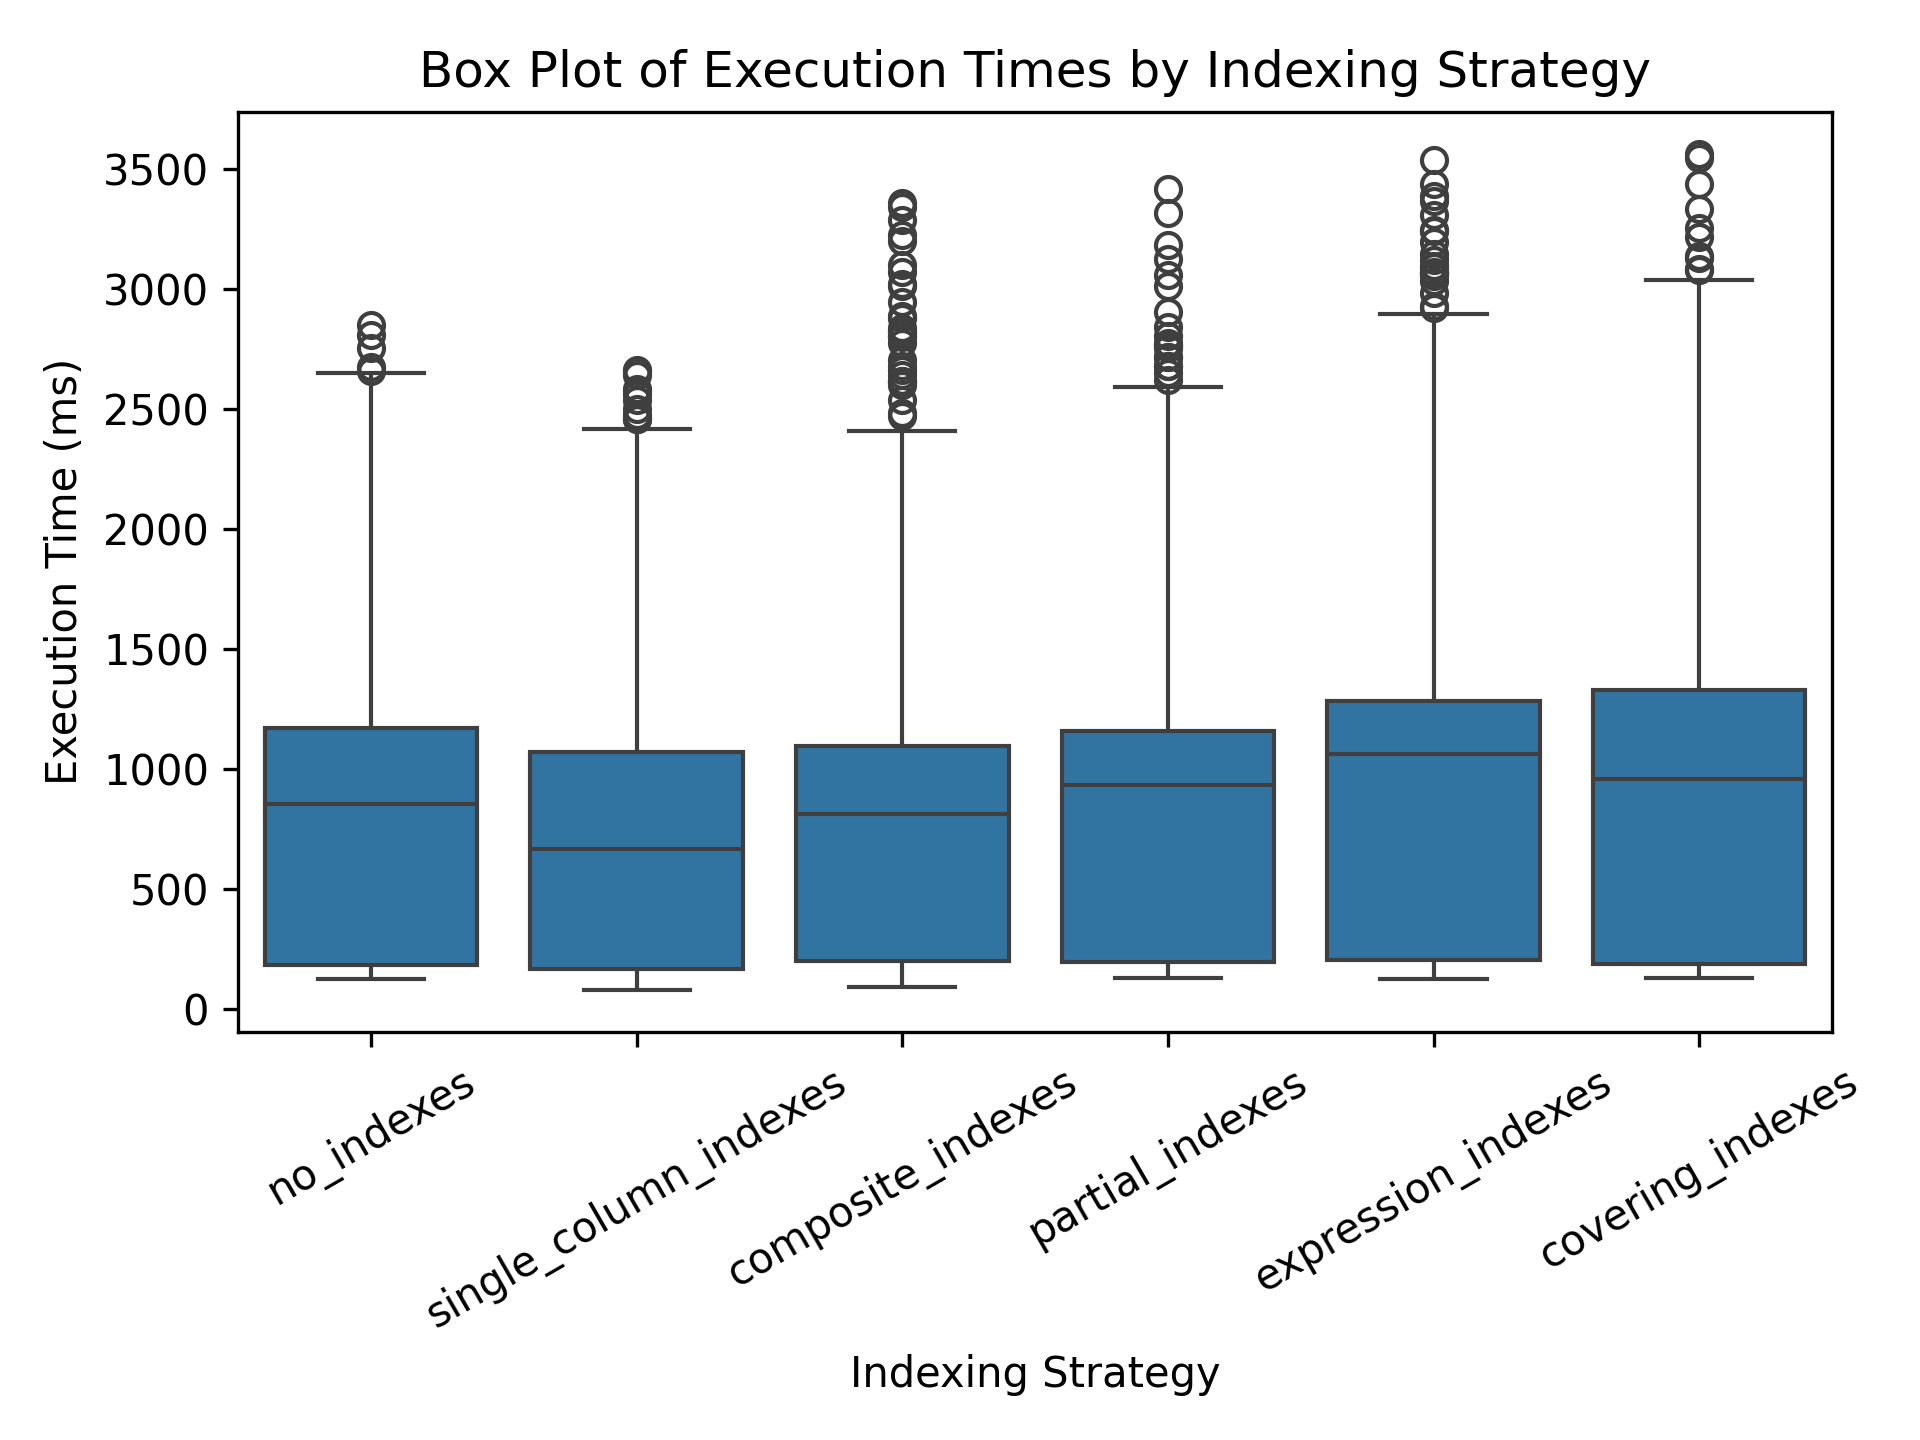 Box Plot of Execution Times by Indexing Strategy
3500
3000
2500
2000
1500
1000
500
0
Execution Time (ms)
no_indexes
single_column_indexes
composite_indexes
partial_indexes
expression_indexes
covering_indexes
Indexing Strategy